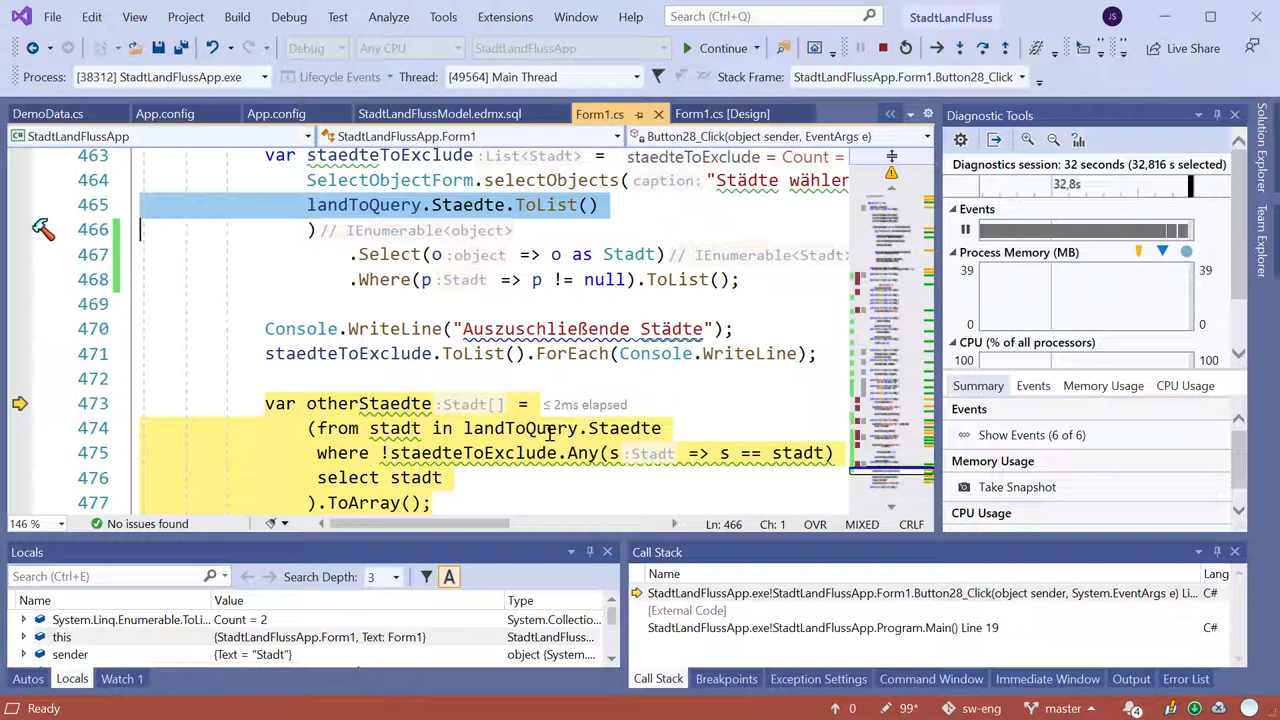 File Edit View Project Build Debug Test Analyze Tools Extensions Window Help Search (Ctrl+Q) StadtLandFluss JS
Debug Any CPU StadtLandFlussApp Continue Live Share
Process: [38312] StadtLandFlussApp.exe Lifecycle Events Thread: [49564] Main Thread Stack Frame: StadtLandFlussApp.Form1.Button28_Click
DemoData.cs App.config App.config StadtLandFlussModel.edmx.sql Form1.cs Form1.cs [Design]
StadtLandFlussApp StadtLandFlussApp.Form1 Button28_Click(object sender, EventArgs e)
463 var staedteToExclude :List<Stadt> = staedteToExclude = Count =
464 SelectObjectForm.selectObjects( caption: "Städte wählen
465 landToQuery.Staedte.ToList()
466 ) // IEnumerable<object>
467 Select(o object => o as Stadt) // IEnumerable<Stadt>
468 Where(p => p != null).ToList();
469
470 Console.WriteLine("Auszuschließende Städte");
471 staedteToExclude.ToList().ForEach(Console.WriteLine);
472
473 var otherStaedte = ≤ 2ms elapsed
474 (from stadt in landToQuery.Staedte
475 where !staedteToExclude.Any(s :Stadt => s == stadt)
476 select stadt
477 ).ToArray();
146 % No issues found Ln: 466 Ch: 1 OVR MIXED CRLF
Diagnostic Tools
Diagnostics session: 32 seconds (32,816 s selected)
32,8s
Events
Process Memory (MB)
39 39
0
CPU (% of all processors)
100 100
Summary Events Memory Usage CPU Usage
Events
Show Events (6 of 6)
Memory Usage
Take Snapshot
CPU Usage
Solution Explorer
Team Explorer
Locals
Search (Ctrl+E) Search Depth: 3 A
Name Value Type
System.Linq.Enumerable.ToLi... Count = 2 System.Collectio...
this {StadtLandFlussApp.Form1, Text: Form1} StadtLandFluss...
sender {Text = "Stadt"} object {System....
Autos Locals Watch 1
Call Stack
Name Lang
StadtLandFlussApp.exe!StadtLandFlussApp.Form1.Button28_Click(object sender, System.EventArgs e) Li... C#
[External Code]
StadtLandFlussApp.exe!StadtLandFlussApp.Program.Main() Line 19 C#
Call Stack Breakpoints Exception Settings Command Window Immediate Window Output Error List
Ready 0 99* sw-eng master 4